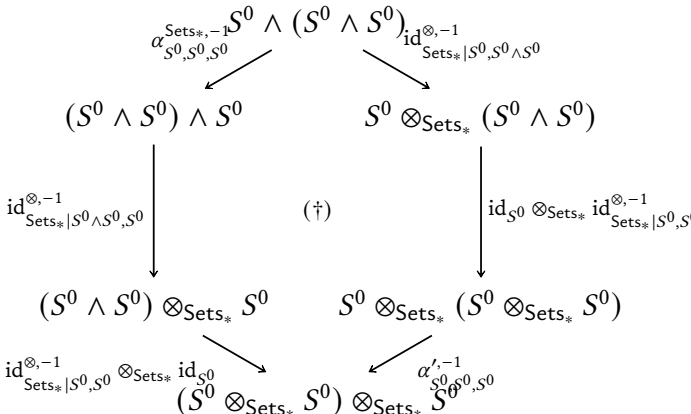 S^0 ∧ (S^0 ∧ S^0)
α^{Sets_*,-1}_{S^0,S^0,S^0}
id^{⊗,-1}_{Sets_*|S^0,S^0∧S^0}
(S^0 ∧ S^0) ∧ S^0
S^0 ⊗_{Sets_*} (S^0 ∧ S^0)
id^{⊗,-1}_{Sets_*|S^0∧S^0,S^0}
(†)
id_{S^0} ⊗_{Sets_*} id^{⊗,-1}_{Sets_*|S^0,S^0}
(S^0 ∧ S^0) ⊗_{Sets_*} S^0
S^0 ⊗_{Sets_*} (S^0 ⊗_{Sets_*} S^0)
id^{⊗,-1}_{Sets_*|S^0,S^0} ⊗_{Sets_*} id_{S^0}
α'^{,-1}_{S^0,S^0,S^0}
(S^0 ⊗_{Sets_*} S^0) ⊗_{Sets_*} S^0